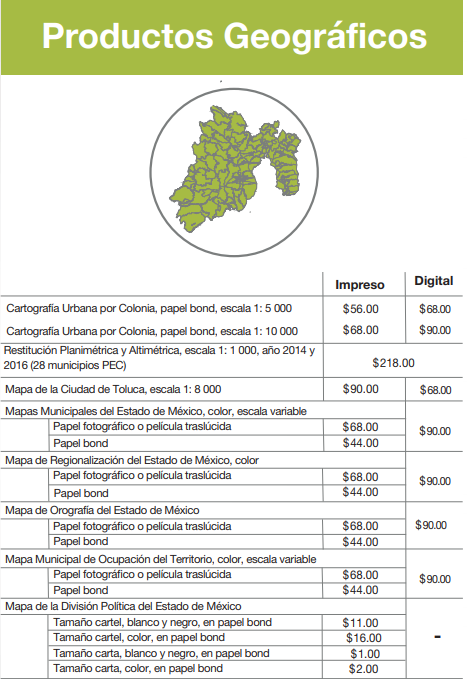 Productos Geográficos
Impreso Digital
Cartografía Urbana por Colonia, papel bond, escala 1: 5 000 $56.00 $68.00
Cartografía Urbana por Colonia, papel bond, escala 1: 10 000 $68.00 $90.00
Restitución Planimétrica y Altimétrica, escala 1: 1 000, año 2014 y
2016 (28 municipios PEC) $218.00
Mapa de la Ciudad de Toluca, escala 1: 8 000 $90.00 $68.00
Mapas Municipales del Estado de México, color, escala variable
Papel fotográfico o película traslúcida $68.00
$90.00
Papel bond $44.00
Mapa de Regionalización del Estado de México, color
Papel fotográfico o película traslúcida $68.00
$90.00
Papel bond $44.00
Mapa de Orografía del Estado de México
Papel fotográfico o película traslúcida $68.00 $90.00
Papel bond $44.00
Mapa Municipal de Ocupación del Territorio, color, escala variable
Papel fotográfico o película traslúcida $68.00
$90.00
Papel bond $44.00
Mapa de la División Política del Estado de México
Tamaño cartel, blanco y negro, en papel bond $11.00
Tamaño cartel, color, en papel bond $16.00 -
Tamaño carta, blanco y negro, en papel bond $1.00
Tamaño carta, color, en papel bond $2.00